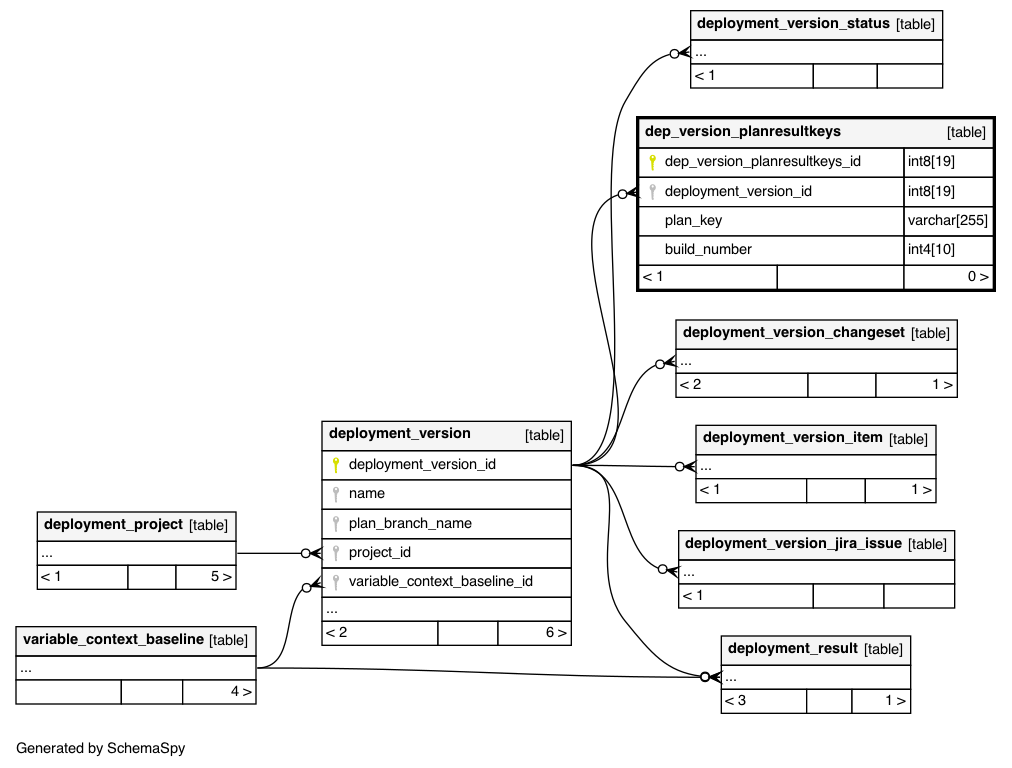 deployment_version_status [table]
...
< 1
dep_version_planresultkeys [table]
dep_version_planresultkeys_id int8[19]
deployment_version_id int8[19]
plan_key varchar[255]
build_number int4[10]
< 1 0 >
deployment_version_changeset [table]
...
< 2 1 >
deployment_version [table]
deployment_version_id
name
plan_branch_name
project_id
variable_context_baseline_id
...
< 2 6 >
deployment_version_item [table]
...
< 1 1 >
deployment_project [table]
...
< 1 5 >
deployment_version_jira_issue [table]
...
< 1
variable_context_baseline [table]
...
4 >
deployment_result [table]
...
< 3 1 >
Generated by SchemaSpy